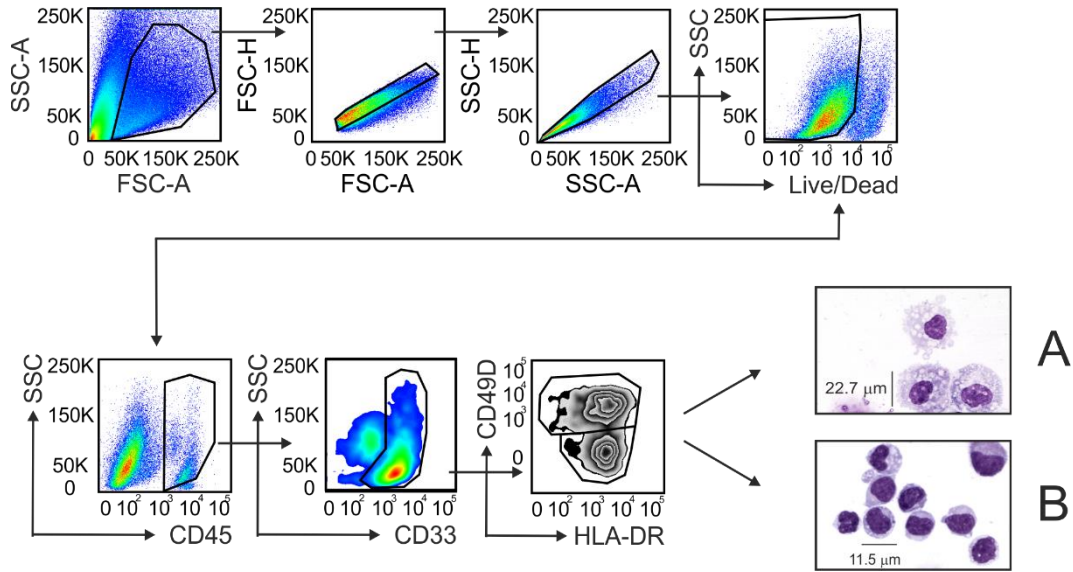 SSC-A
250K
150K
50K
0
0 50K 150K 250K
FSC-A
FSC-H
250K
150K
50K
0
0 50K 150K 250K
FSC-A
SSC-H
250K
150K
50K
0
0 50K 150K 250K
SSC-A
SSC
250K
150K
50K
0
0 10² 10³ 10⁴ 10⁵
Live/Dead
SSC
250K
150K
50K
0
0 10² 10³ 10⁴ 10⁵
CD45
SSC
250K
150K
50K
0
0 10² 10³ 10⁴ 10⁵
CD33
CD49D
10⁵
10⁴
10³
0
0 10² 10³ 10⁴ 10⁵
HLA-DR
22.7 µm
A
11.5 µm
B